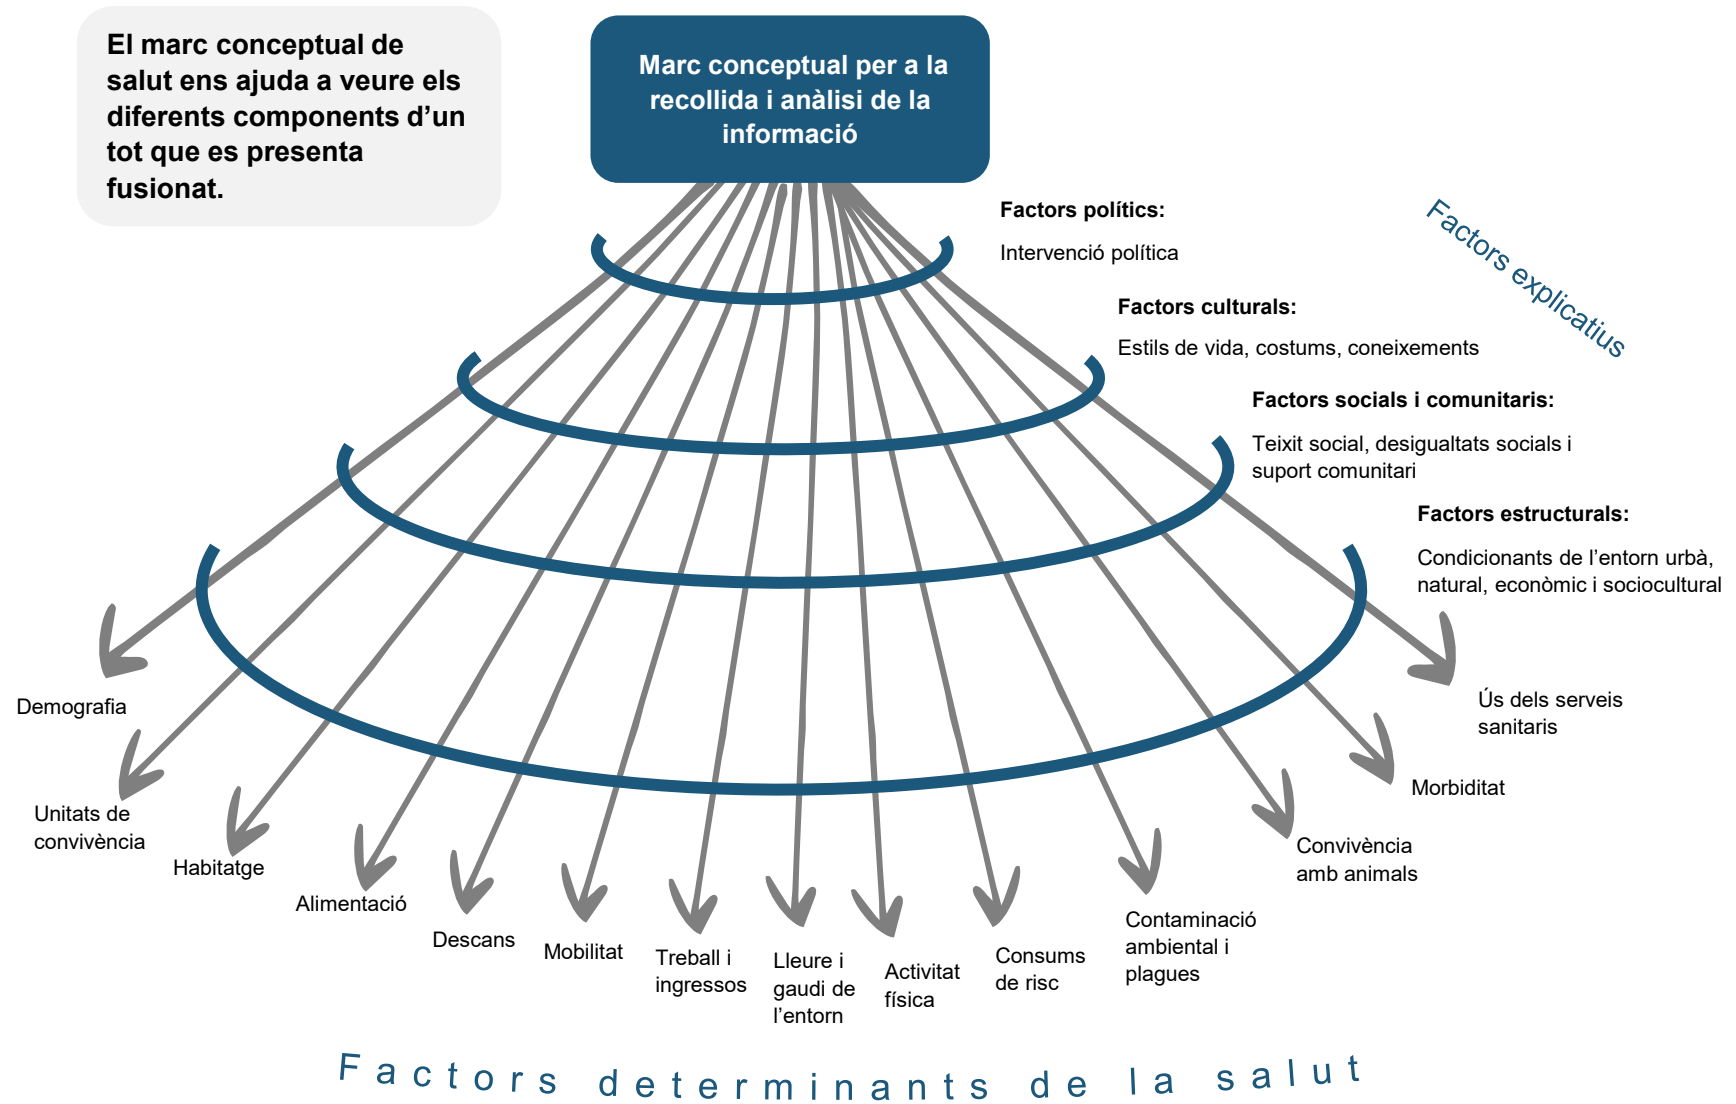 El marc conceptual de
salut ens ajuda a veure els
diferents components d’un
tot que es presenta
fusionat.
Marc conceptual per a la
recollida i anàlisi de la
informació
Factors polítics:
Intervenció política
Factors explicatius
Factors culturals:
Estils de vida, costums, coneixements
Factors socials i comunitaris:
Teixit social, desigualtats socials i
suport comunitari
Factors estructurals:
Condicionants de l’entorn urbà,
natural, econòmic i sociocultural
Demografia
Unitats de
convivència
Habitatge
Alimentació
Descans
Mobilitat
Treball i
ingressos
Lleure i
gaudi de
l’entorn
Activitat
física
Consums
de risc
Contaminació
ambiental i
plagues
Convivència
amb animals
Morbiditat
Ús dels serveis
sanitaris
Factors determinants de la salut